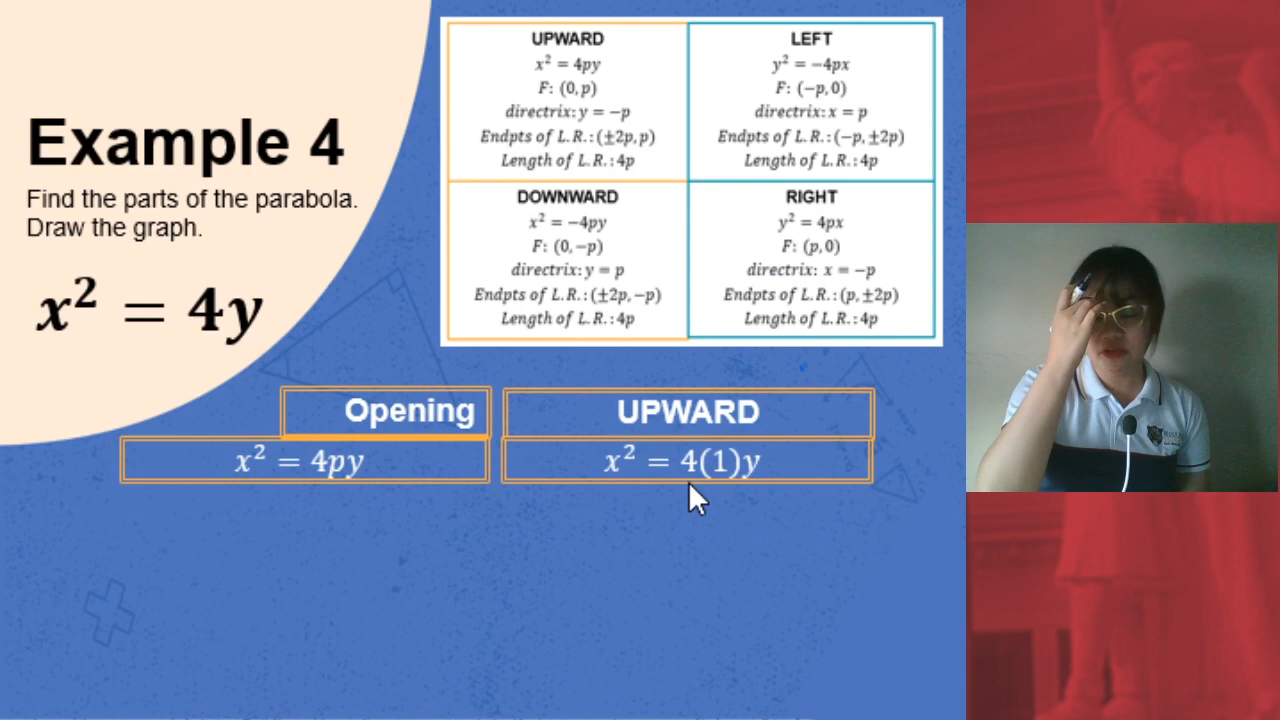 Example 4
Find the parts of the parabola.
Draw the graph.
x² = 4y
UPWARD
x² = 4py
F: (0, p)
directrix: y = −p
Endpts of L.R.: (±2p, p)
Length of L.R.: 4p
LEFT
y² = −4px
F: (−p, 0)
directrix: x = p
Endpts of L.R.: (−p, ±2p)
Length of L.R.: 4p
DOWNWARD
x² = −4py
F: (0, −p)
directrix: y = p
Endpts of L.R.: (±2p, −p)
Length of L.R.: 4p
RIGHT
y² = 4px
F: (p, 0)
directrix: x = −p
Endpts of L.R.: (p, ±2p)
Length of L.R.: 4p
Opening
UPWARD
x² = 4py
x² = 4(1)y